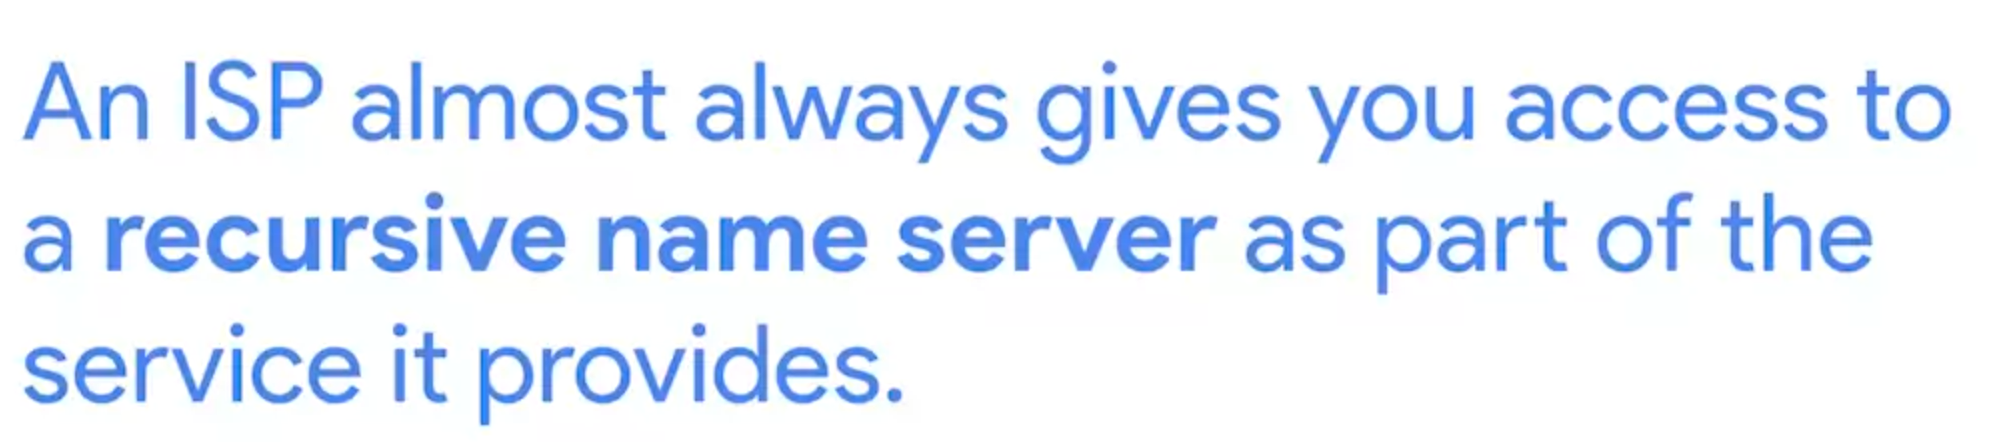 An ISP almost always gives you access to
a recursive name server as part of the
service it provides.